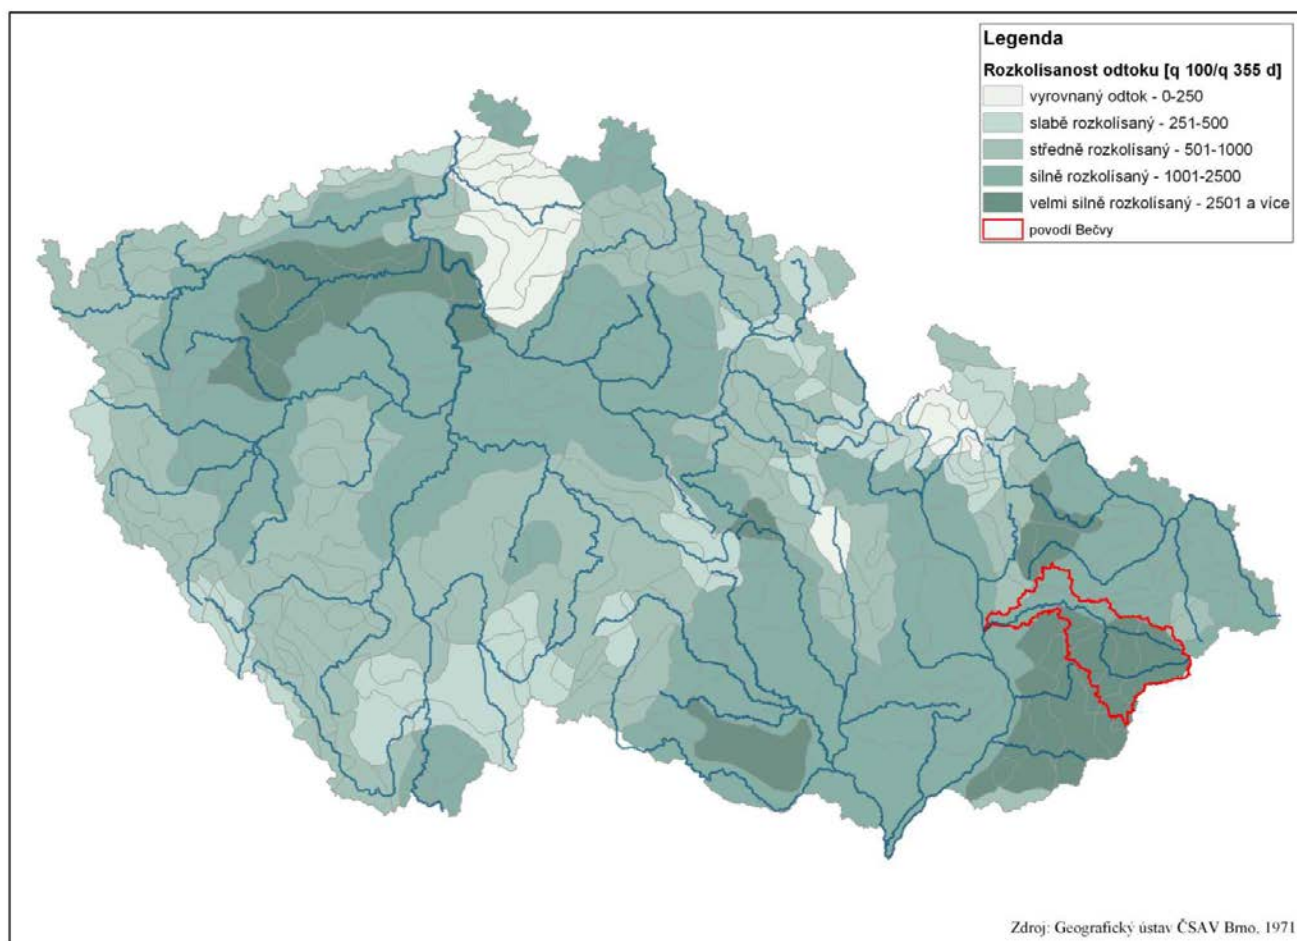 Legenda
Rozkolísanost odtoku [q 100/q 355 d]
vyrovnaný odtok - 0-250
slabě rozkolísaný - 251-500
středně rozkolísaný - 501-1000
silně rozkolísaný - 1001-2500
velmi silně rozkolísaný - 2501 a více
povodí Bečvy
Zdroj: Geografický ústav ČSAV Brno, 1971